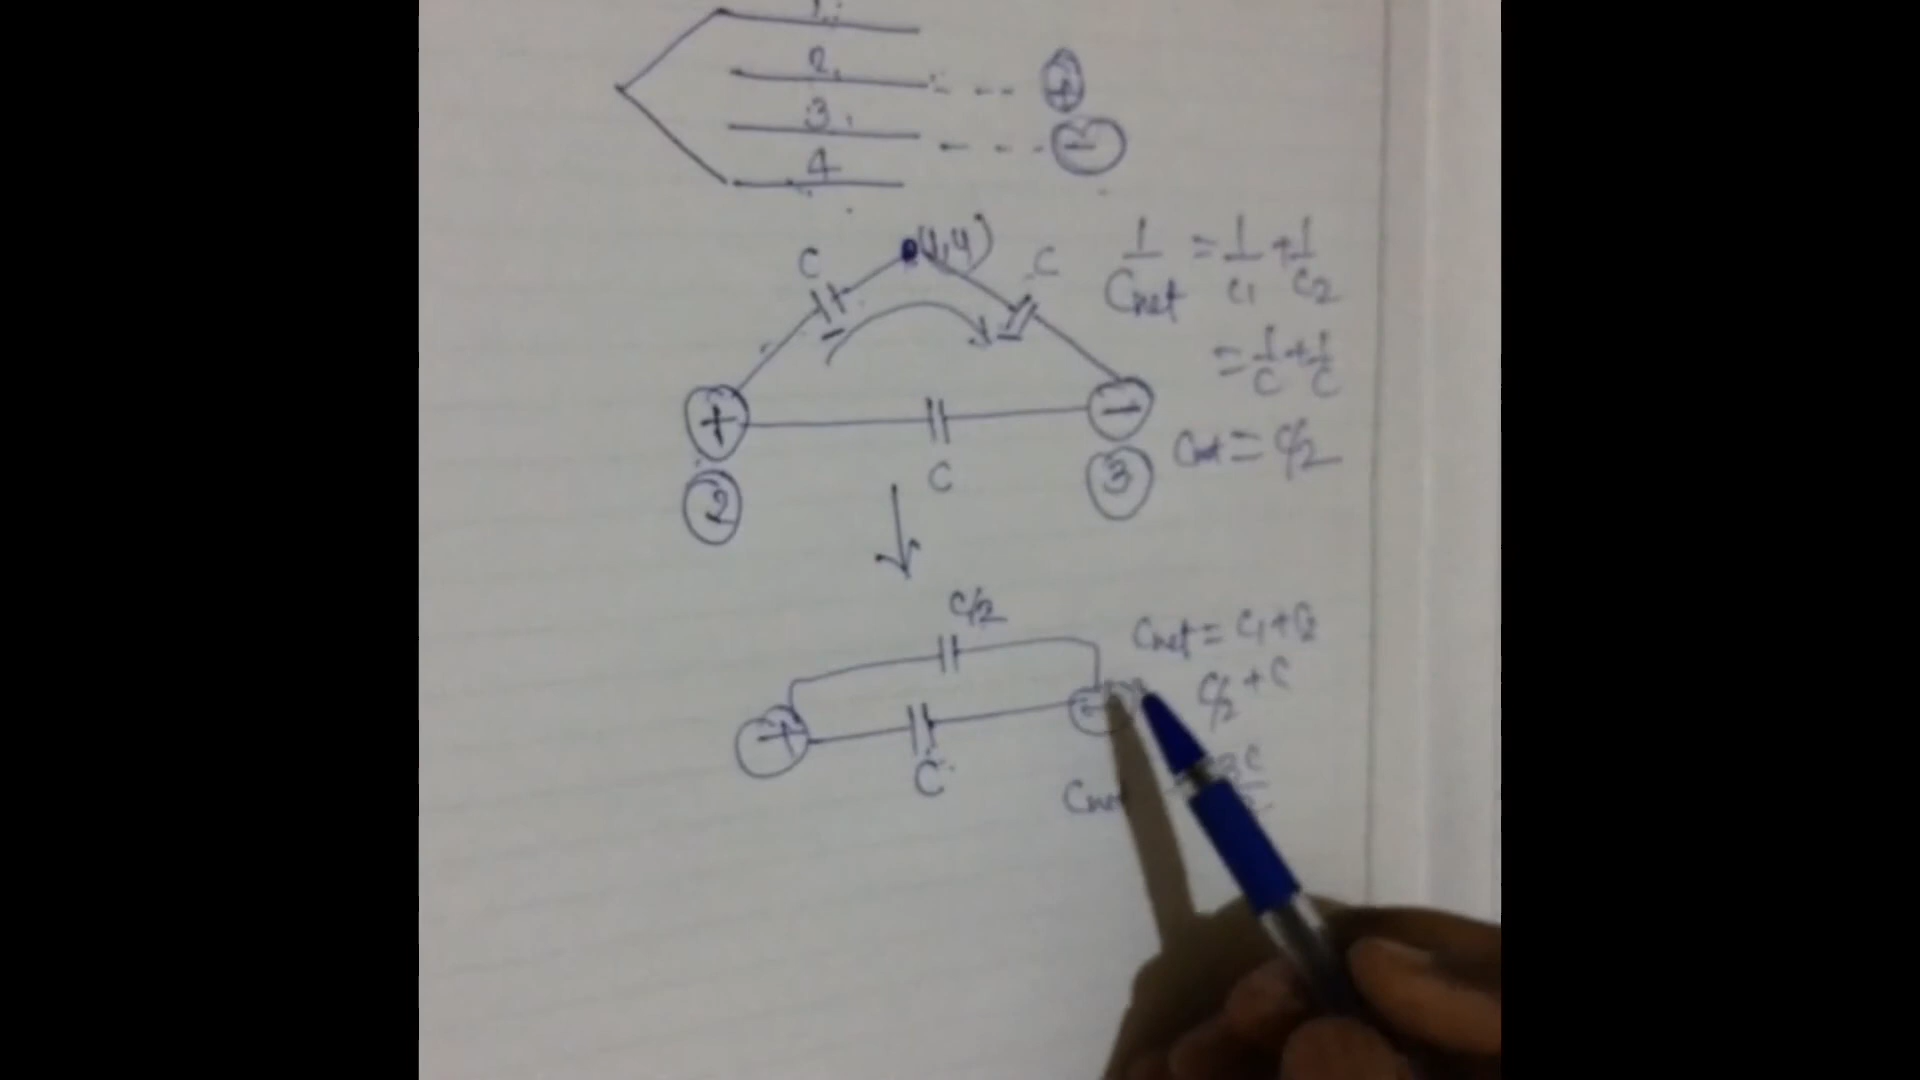 1.
2.
+
3.
-
4
(1,4)
C
C
1/Cnet = 1/C1 + 1/C2
= 1/C + 1/C
+
-
C
2
3
Cnet = C/2
C/2
Cnet = C1 + C2
C/2 + C
+
C
3C